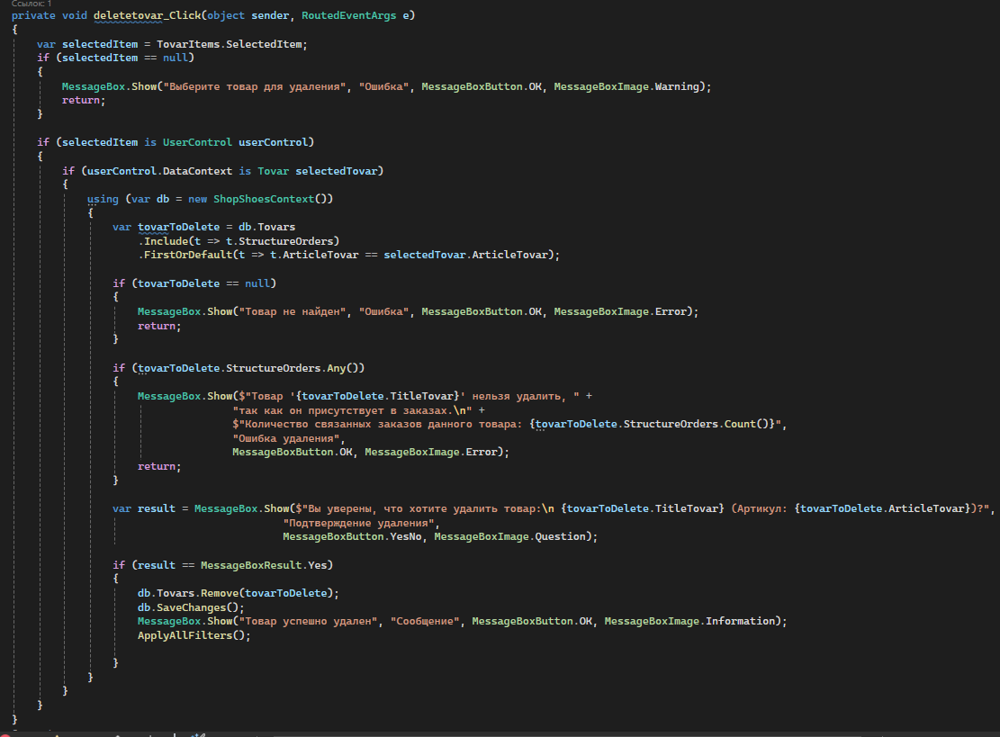 Ссылок: 1
private void deletetovar_Click(object sender, RoutedEventArgs e)
{
    var selectedItem = TovarItems.SelectedItem;
    if (selectedItem == null)
    {
        MessageBox.Show("Выберите товар для удаления", "Ошибка", MessageBoxButton.OK, MessageBoxImage.Warning);
        return;
    }

    if (selectedItem is UserControl userControl)
    {
        if (userControl.DataContext is Tovar selectedTovar)
        {
            using (var db = new ShopShoesContext())
            {
                var tovarToDelete = db.Tovars
                    .Include(t => t.StructureOrders)
                    .FirstOrDefault(t => t.ArticleTovar == selectedTovar.ArticleTovar);

                if (tovarToDelete == null)
                {
                    MessageBox.Show("Товар не найден", "Ошибка", MessageBoxButton.OK, MessageBoxImage.Error);
                    return;
                }

                if (tovarToDelete.StructureOrders.Any())
                {
                    MessageBox.Show($"Товар '{tovarToDelete.TitleTovar}' нельзя удалить, " +
                                   "так как он присутствует в заказах.\n" +
                                   $"Количество связанных заказов данного товара: {tovarToDelete.StructureOrders.Count()}",
                                   "Ошибка удаления",
                                   MessageBoxButton.OK, MessageBoxImage.Error);
                    return;
                }

                var result = MessageBox.Show($"Вы уверены, что хотите удалить товар:\n {tovarToDelete.TitleTovar} (Артикул: {tovarToDelete.ArticleTovar})?",
                                           "Подтверждение удаления",
                                           MessageBoxButton.YesNo, MessageBoxImage.Question);

                if (result == MessageBoxResult.Yes)
                {
                    db.Tovars.Remove(tovarToDelete);
                    db.SaveChanges();
                    MessageBox.Show("Товар успешно удален", "Сообщение", MessageBoxButton.OK, MessageBoxImage.Information);
                    ApplyAllFilters();

                }
            }
        }
    }
}